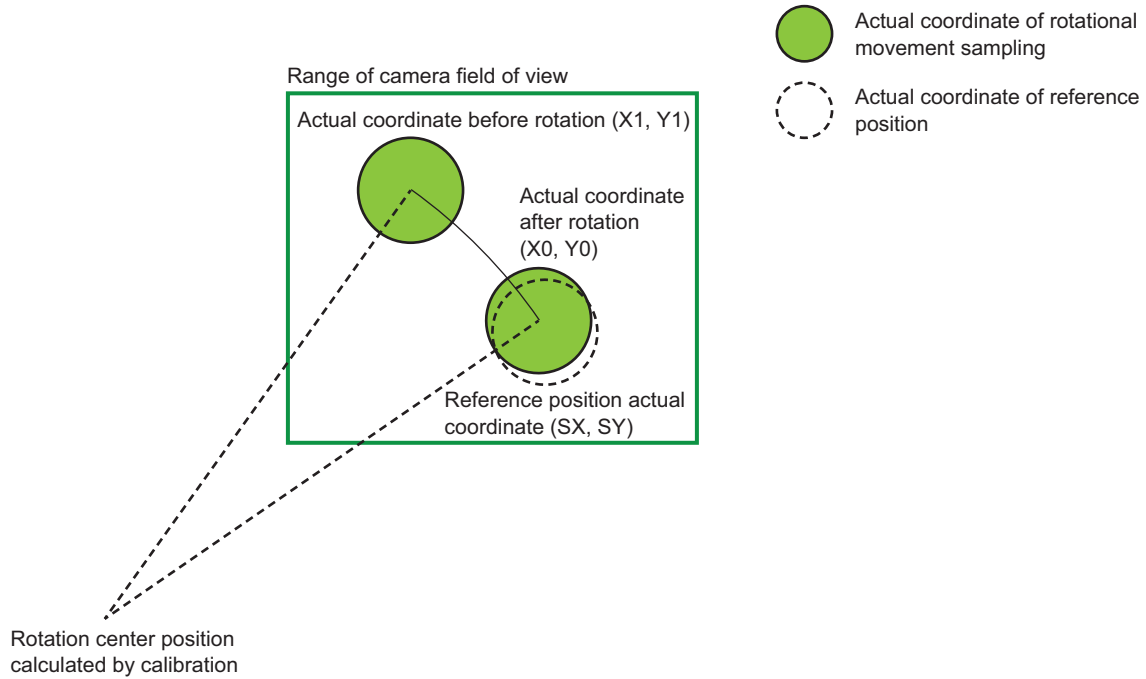 Actual coordinate of rotational
movement sampling
Range of camera field of view
Actual coordinate of reference
position
Actual coordinate before rotation (X1, Y1)
Actual coordinate
after rotation
(X0, Y0)
Reference position actual
coordinate (SX, SY)
Rotation center position
calculated by calibration